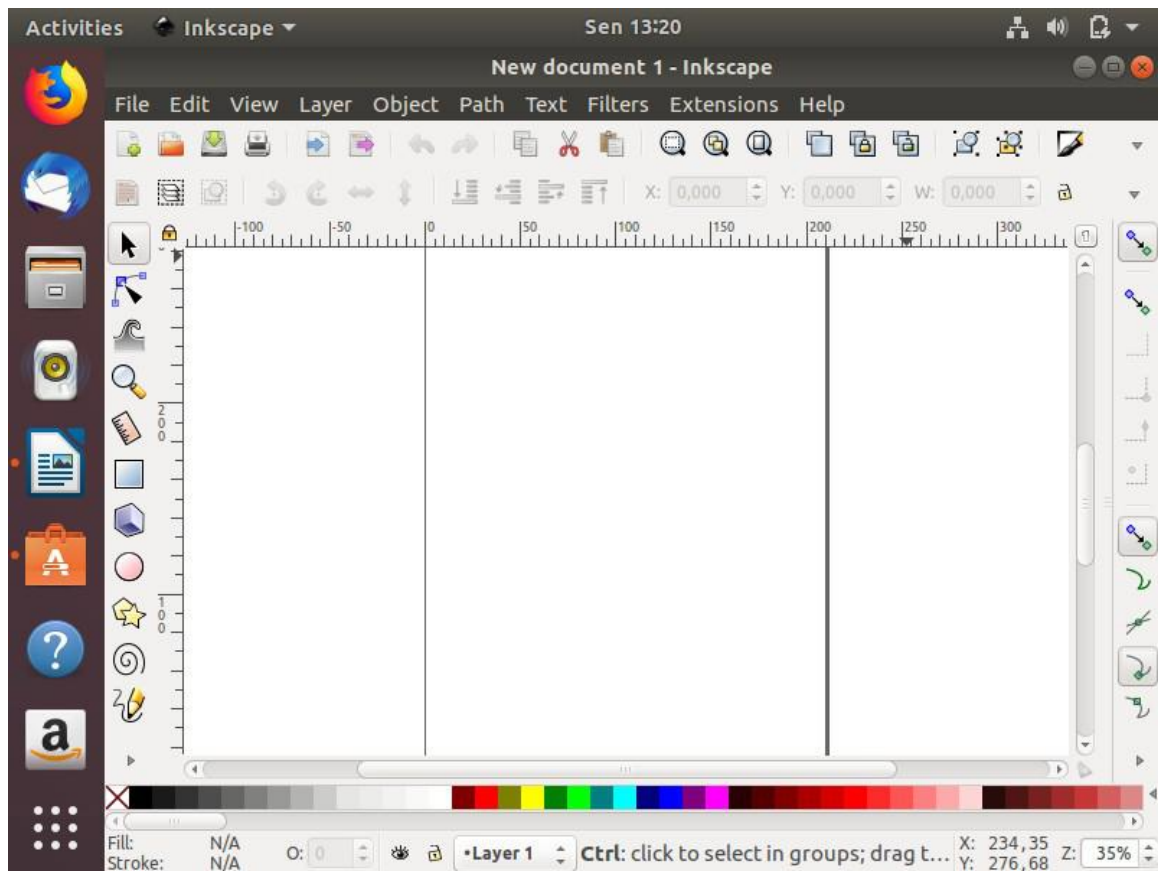 Activities Inkscape Sen 13:20
New document 1 - Inkscape
File Edit View Layer Object Path Text Filters Extensions Help
X: 0,000 Y: 0,000 W: 0,000
-100 -50 0 50 100 150 200 250 300
200
100
Fill: N/A
Stroke: N/A
O: 0
•Layer 1
Ctrl: click to select in groups; drag t...
X: 234,35
Y: 276,68
Z: 35%